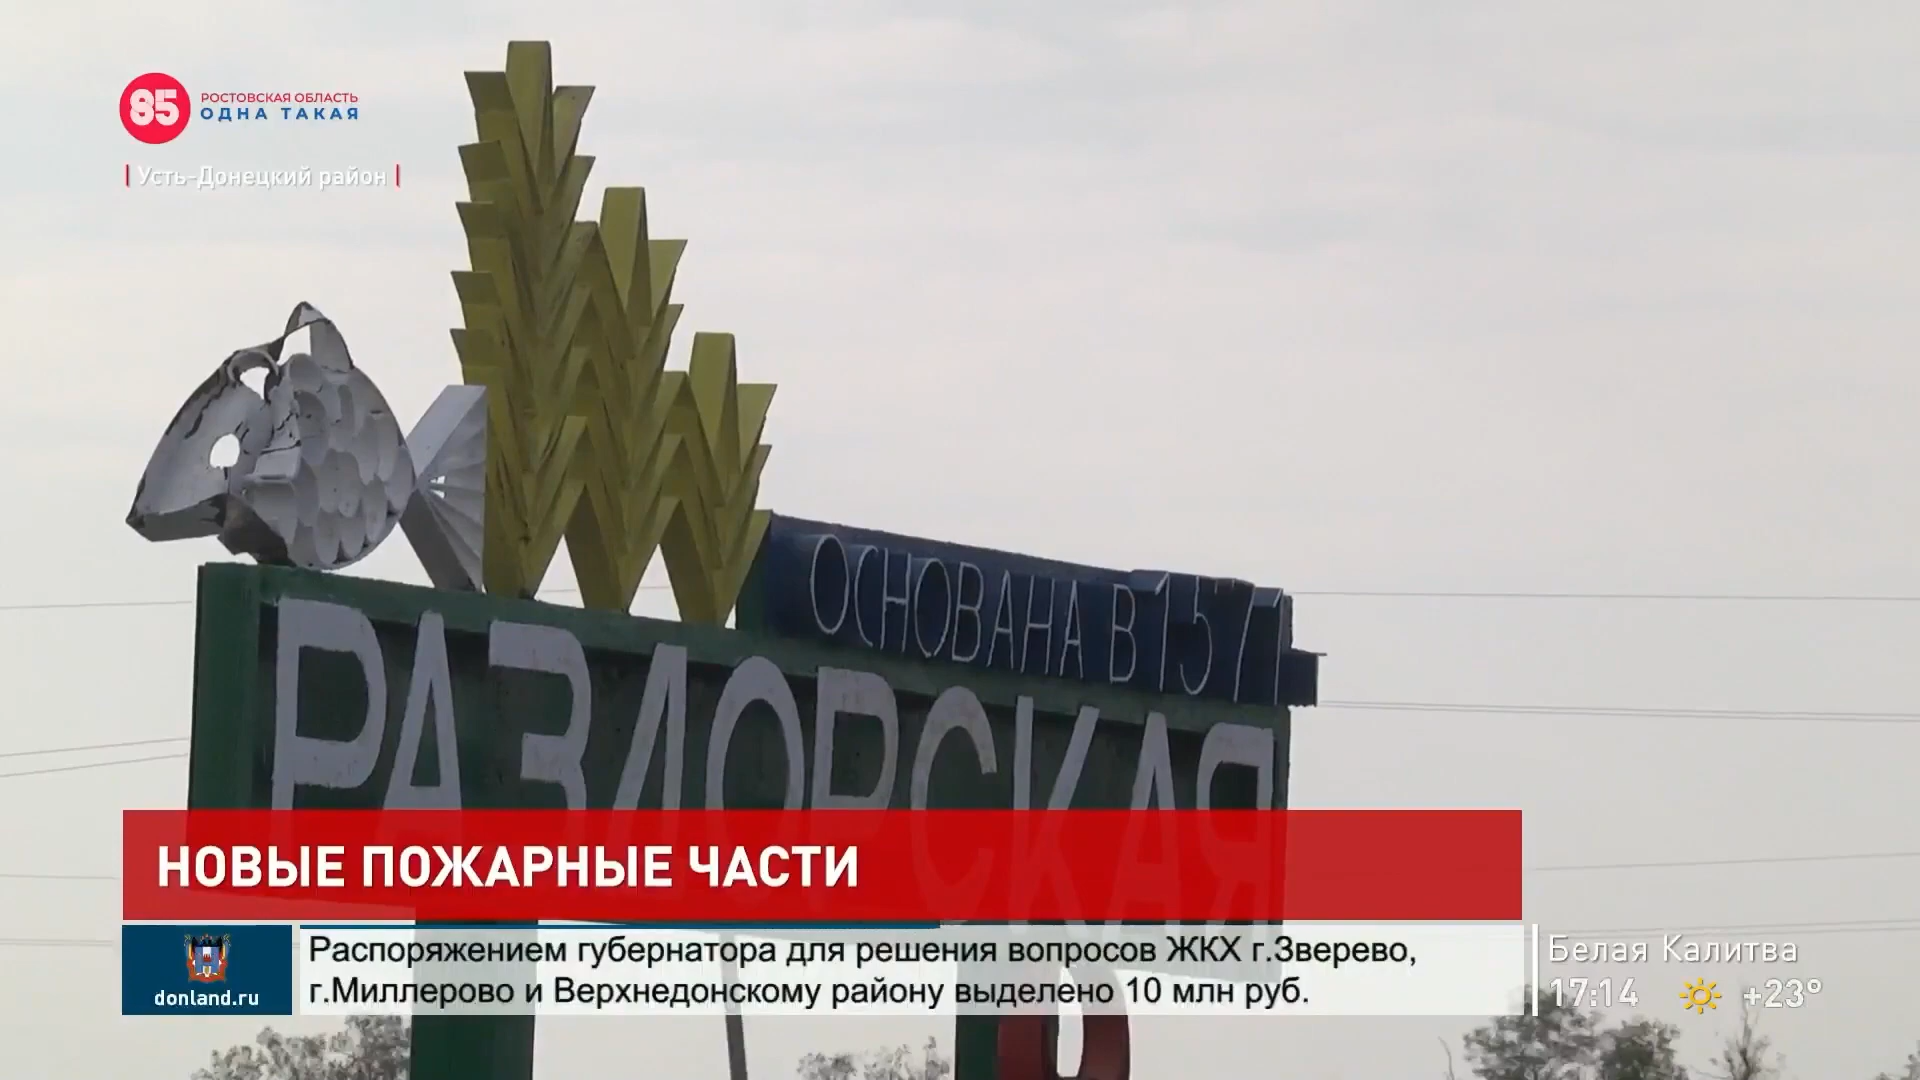 85
РОСТОВСКАЯ ОБЛАСТЬ
ОДНА ТАКАЯ
Усть-Донецкий район
ОСНОВАНА В 1571
РАЗДОРСКАЯ
НОВЫЕ ПОЖАРНЫЕ ЧАСТИ
donland.ru
Распоряжением губернатора для решения вопросов ЖКХ г.Зверево,
г.Миллерово и Верхнедонскому району выделено 10 млн руб.
Белая Калитва
17:14 +23°